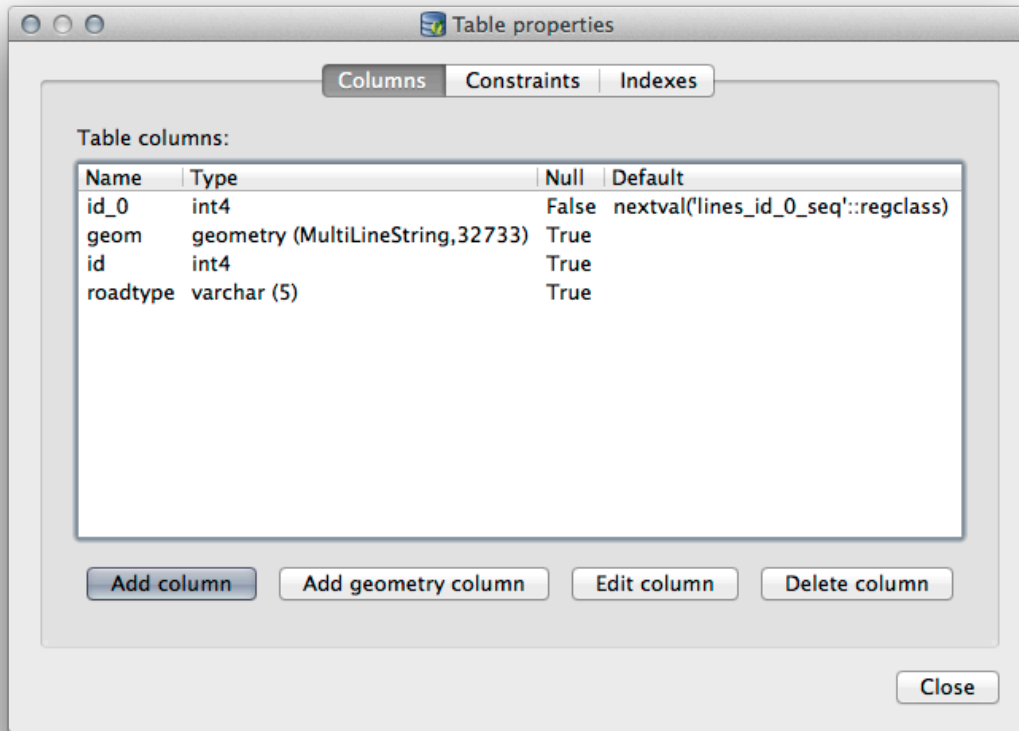 Table properties
Columns Constraints Indexes
Table columns:
Name Type Null Default
id_0 int4 False nextval('lines_id_0_seq'::regclass)
geom geometry (MultiLineString,32733) True
id int4 True
roadtype varchar (5) True
Add column Add geometry column Edit column Delete column
Close